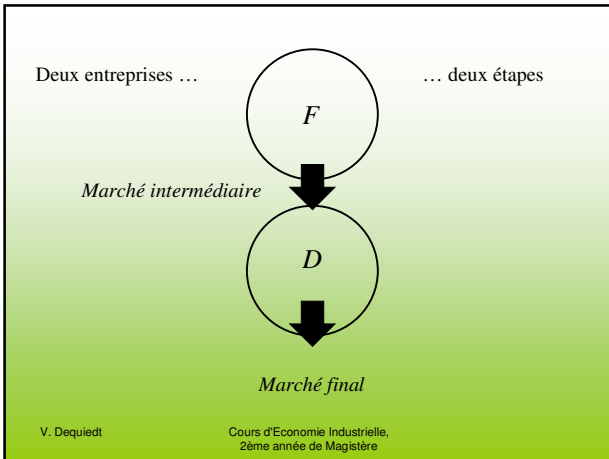 Deux entreprises …
… deux étapes
F
Marché intermédiaire
D
Marché final
V. Dequiedt
Cours d'Economie Industrielle,
2ème année de Magistère